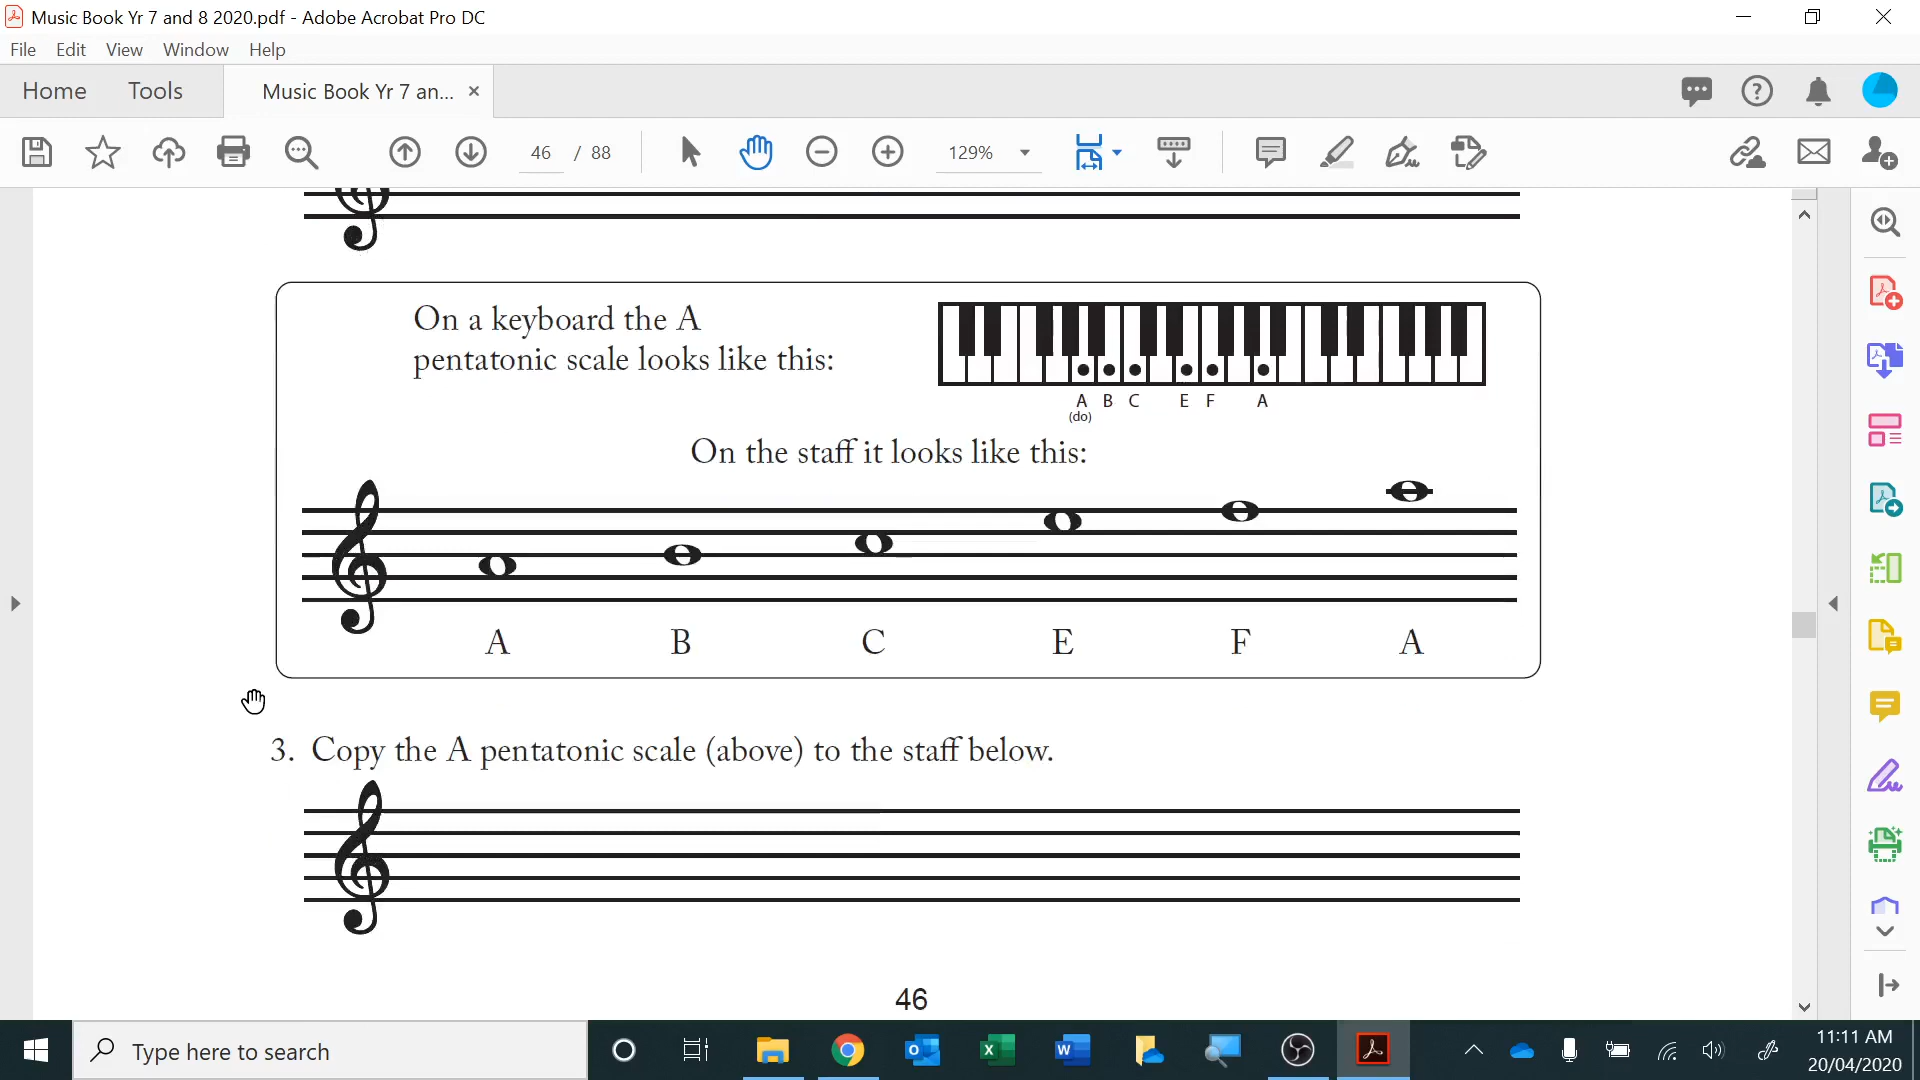 Music Book Yr 7 and 8 2020.pdf - Adobe Acrobat Pro DC
File Edit View Window Help
Home Tools Music Book Yr 7 an... ×
46 / 88 129%
On a keyboard the A
pentatonic scale looks like this:
A B C E F A
(do)
On the staff it looks like this:
A B C E F A
3. Copy the A pentatonic scale (above) to the staff below.
46
Type here to search
11:11 AM
20/04/2020